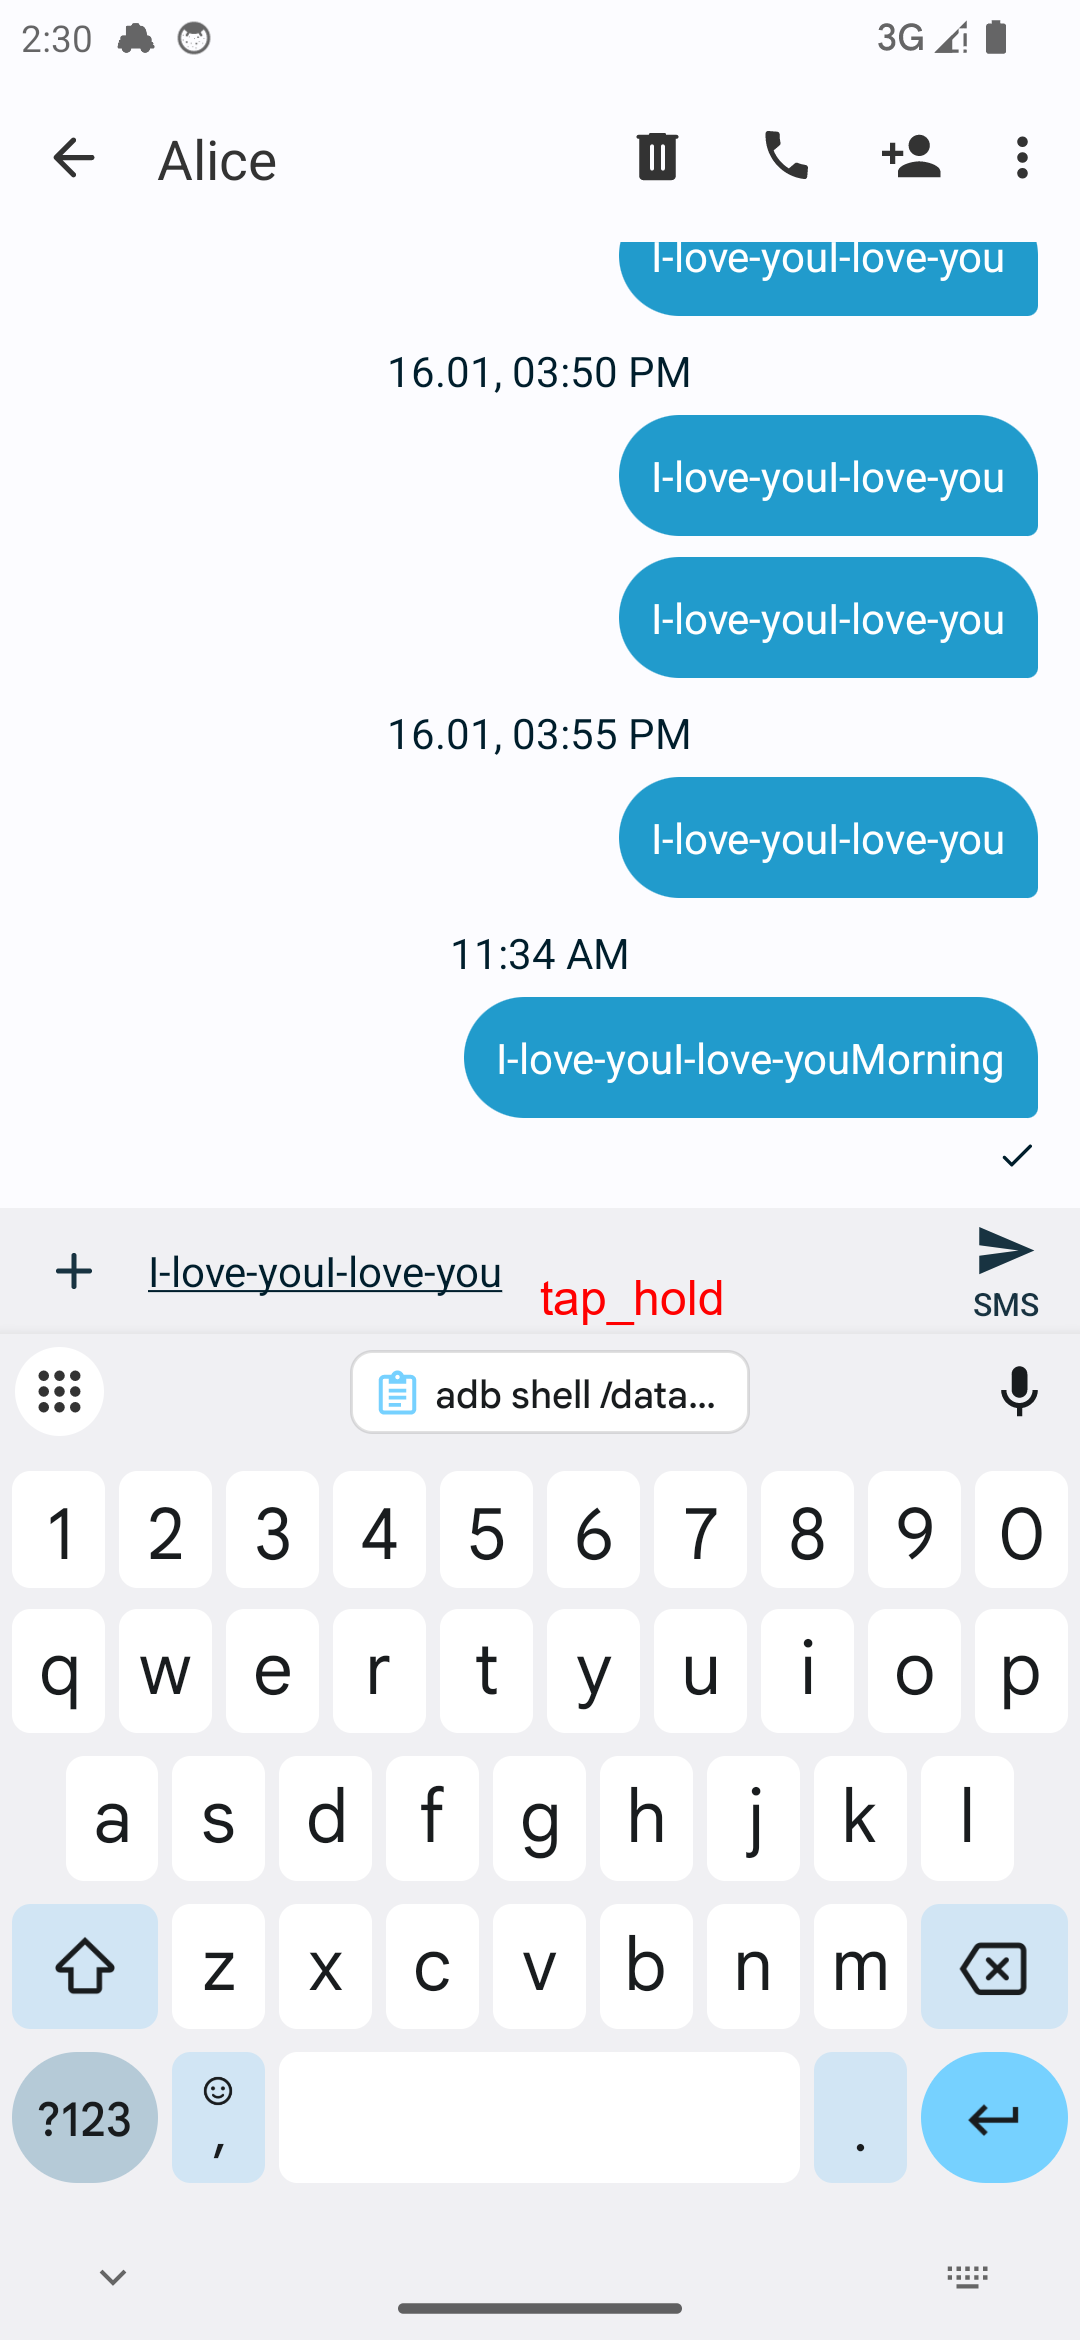 2:30
3G
Alice
I-love-youI-love-you
16.01, 03:50 PM
I-love-youI-love-you
I-love-youI-love-you
16.01, 03:55 PM
I-love-youI-love-you
11:34 AM
I-love-youI-love-youMorning
I-love-youI-love-you
tap_hold
SMS
adb shell /data...
1 2 3 4 5 6 7 8 9 0
q w e r t y u i o p
a s d f g h j k l
z x c v b n m
?123 , .